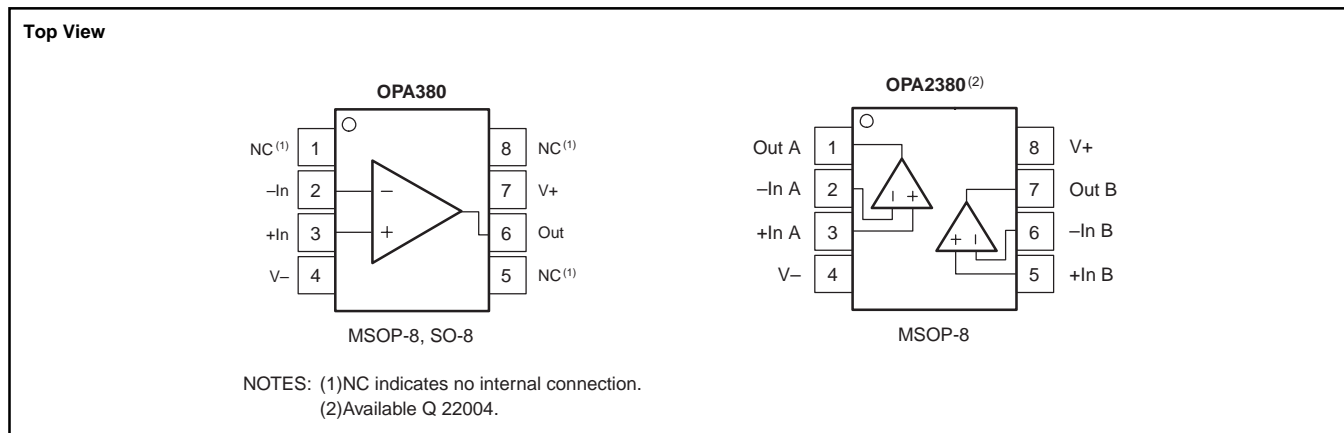 Top View
OPA380
NC(1) 1
–In 2
+In 3
V– 4
8 NC(1)
7 V+
6 Out
5 NC(1)
–
+
MSOP-8, SO-8
OPA2380(2)
Out A 1
–In A 2
+In A 3
V– 4
8 V+
7 Out B
6 –In B
5 +In B
– +
+ –
MSOP-8
NOTES: (1)NC indicates no internal connection.
(2)Available Q 22004.